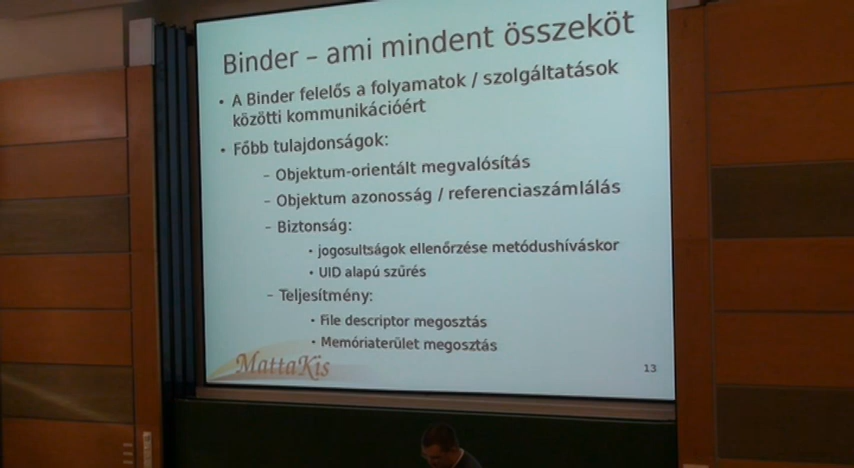 Binder – ami mindent összeköt
• A Binder felelős a folyamatok / szolgáltatások
közötti kommunikációért
• Főbb tulajdonságok:
– Objektum-orientált megvalósítás
– Objektum azonosság / referenciaszámlálás
– Biztonság:
• jogosultságok ellenőrzése metódushíváskor
• UID alapú szűrés
– Teljesítmény:
• File descriptor megosztás
• Memóriaterület megosztás
MattaKis
13